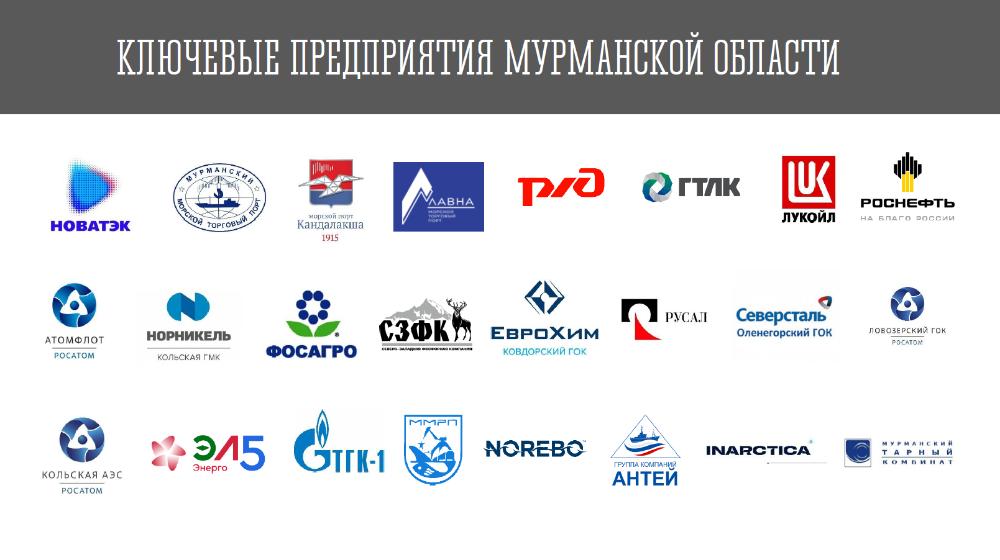 КЛЮЧЕВЫЕ ПРЕДПРИЯТИЯ МУРМАНСКОЙ ОБЛАСТИ
НОВАТЭК
МУРМАНСКИЙ
МОРСКОЙ ТОРГОВЫЙ ПОРТ
морской порт
Кандалакша
1915
ЛАВНА
МОРСКОЙ
ТОРГОВЫЙ
ПОРТ
РЖД
ГТЛК
ЛУКОЙЛ
РОСНЕФТЬ
НА БЛАГО РОССИИ
АТОМФЛОТ
РОСАТОМ
НОРНИКЕЛЬ
КОЛЬСКАЯ ГМК
ФОСАГРО
СЗФК
СЕВЕРО-ЗАПАДНАЯ ФОСФОРНАЯ КОМПАНИЯ
ЕВРОХИМ
КОВДОРСКИЙ ГОК
РУСАЛ
Северсталь
Оленегорский ГОК
ЛОВОЗЕРСКИЙ ГОК
РОСАТОМ
КОЛЬСКАЯ АЭС
РОСАТОМ
ЭЛ5
Энерго
ТГК-1
ММРП
NOREBO™
ГРУППА КОМПАНИЙ
АНТЕЙ
INARCTICA
МУРМАНСКИЙ
ТАРНЫЙ
КОМБИНАТ